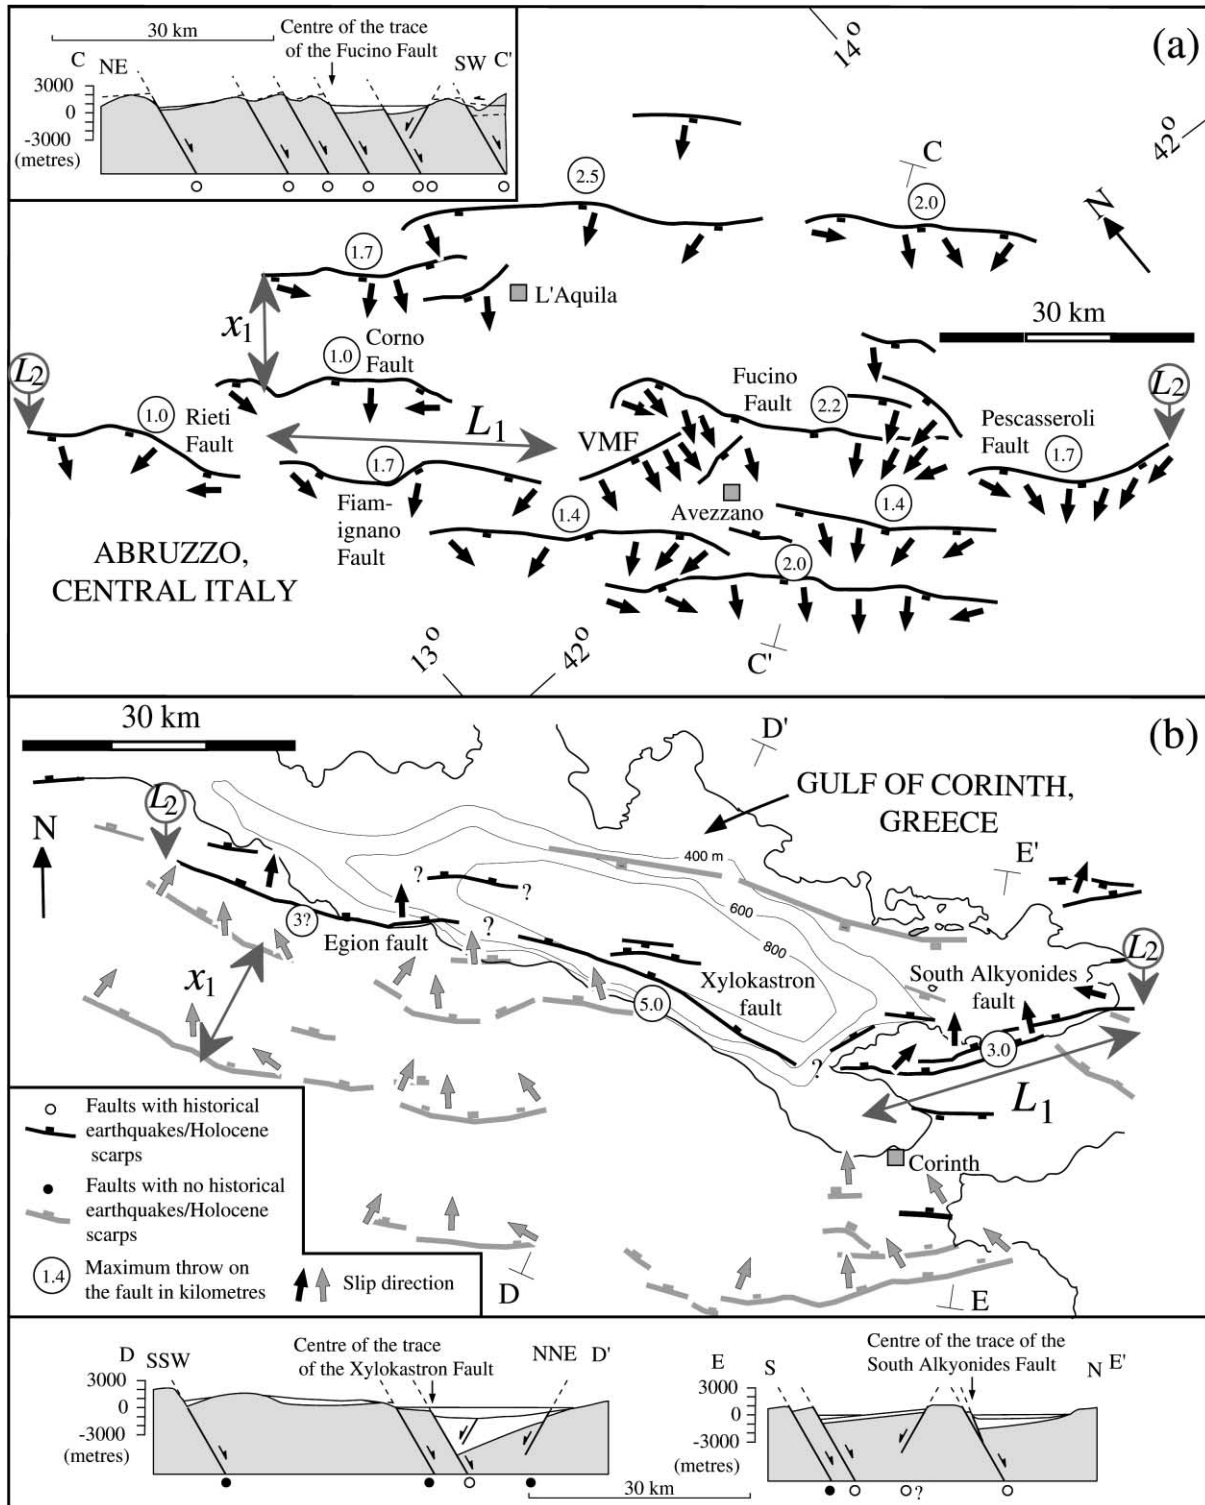 (a)
30 km
Centre of the trace
of the Fucino Fault
C
NE
SW
C'
3000
0
-3000
(metres)
14°
42°
C
N
2.5
2.0
1.7
L'Aquila
30 km
x1
Corno
Fault
1.0
L2
1.0
Rieti
Fault
L1
VMF
Fucino
Fault
2.2
L2
Pescasseroli
Fault
1.7
1.7
Fiam-
ignano
Fault
1.4
Avezzano
1.4
2.0
ABRUZZO,
CENTRAL ITALY
C'
13°
42°
(b)
30 km
D'
GULF OF CORINTH,
GREECE
L2
N
400 m
600
800
E'
?
?
?
3?
Egion fault
x1
Xylokastron
fault
5.0
South Alkyonides
fault
L2
3.0
?
L1
Corinth
Faults with historical
earthquakes/Holocene
scarps
Faults with no historical
earthquakes/Holocene
scarps
1.4
Maximum throw on
the fault in kilometres
Slip direction
D
E
D
SSW
Centre of the trace
of the Xylokastron Fault
NNE
D'
3000
0
-3000
(metres)
30 km
E
S
Centre of the trace of the
South Alkyonides Fault
N
E'
3000
0
-3000
(metres)
?